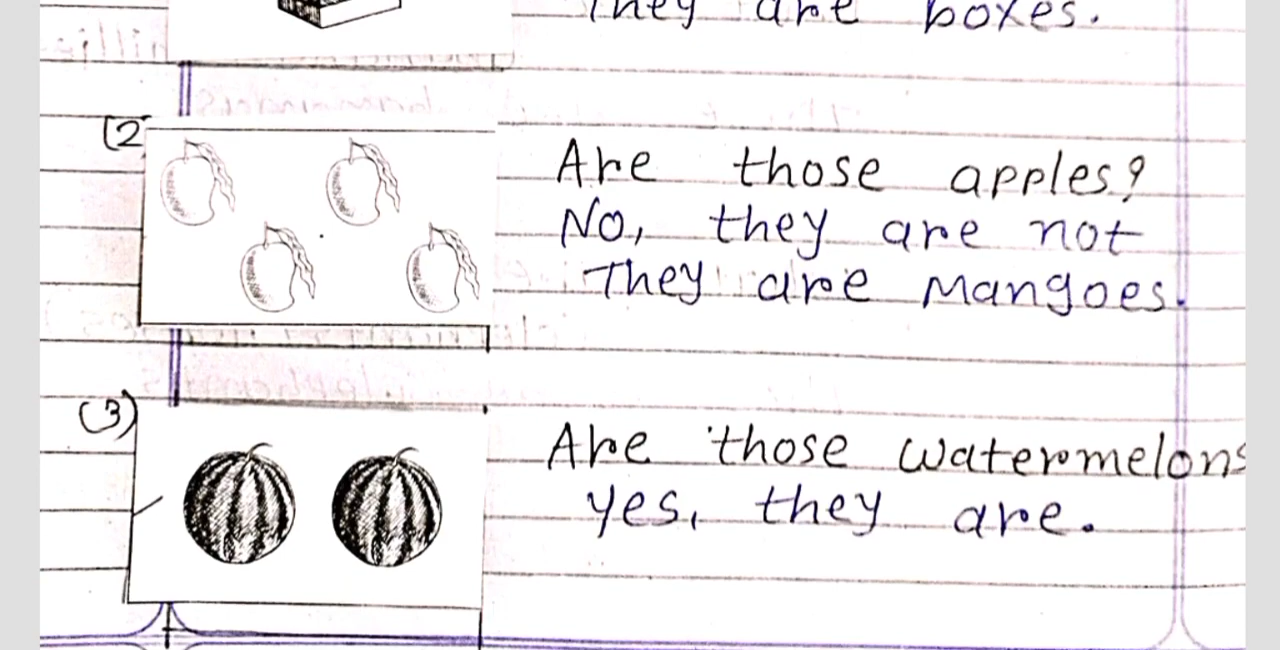 They are boxes.
(2)
Are those apples?
No, they are not
They are Mangoes.
(3)
Are those watermelons
yes, they are.